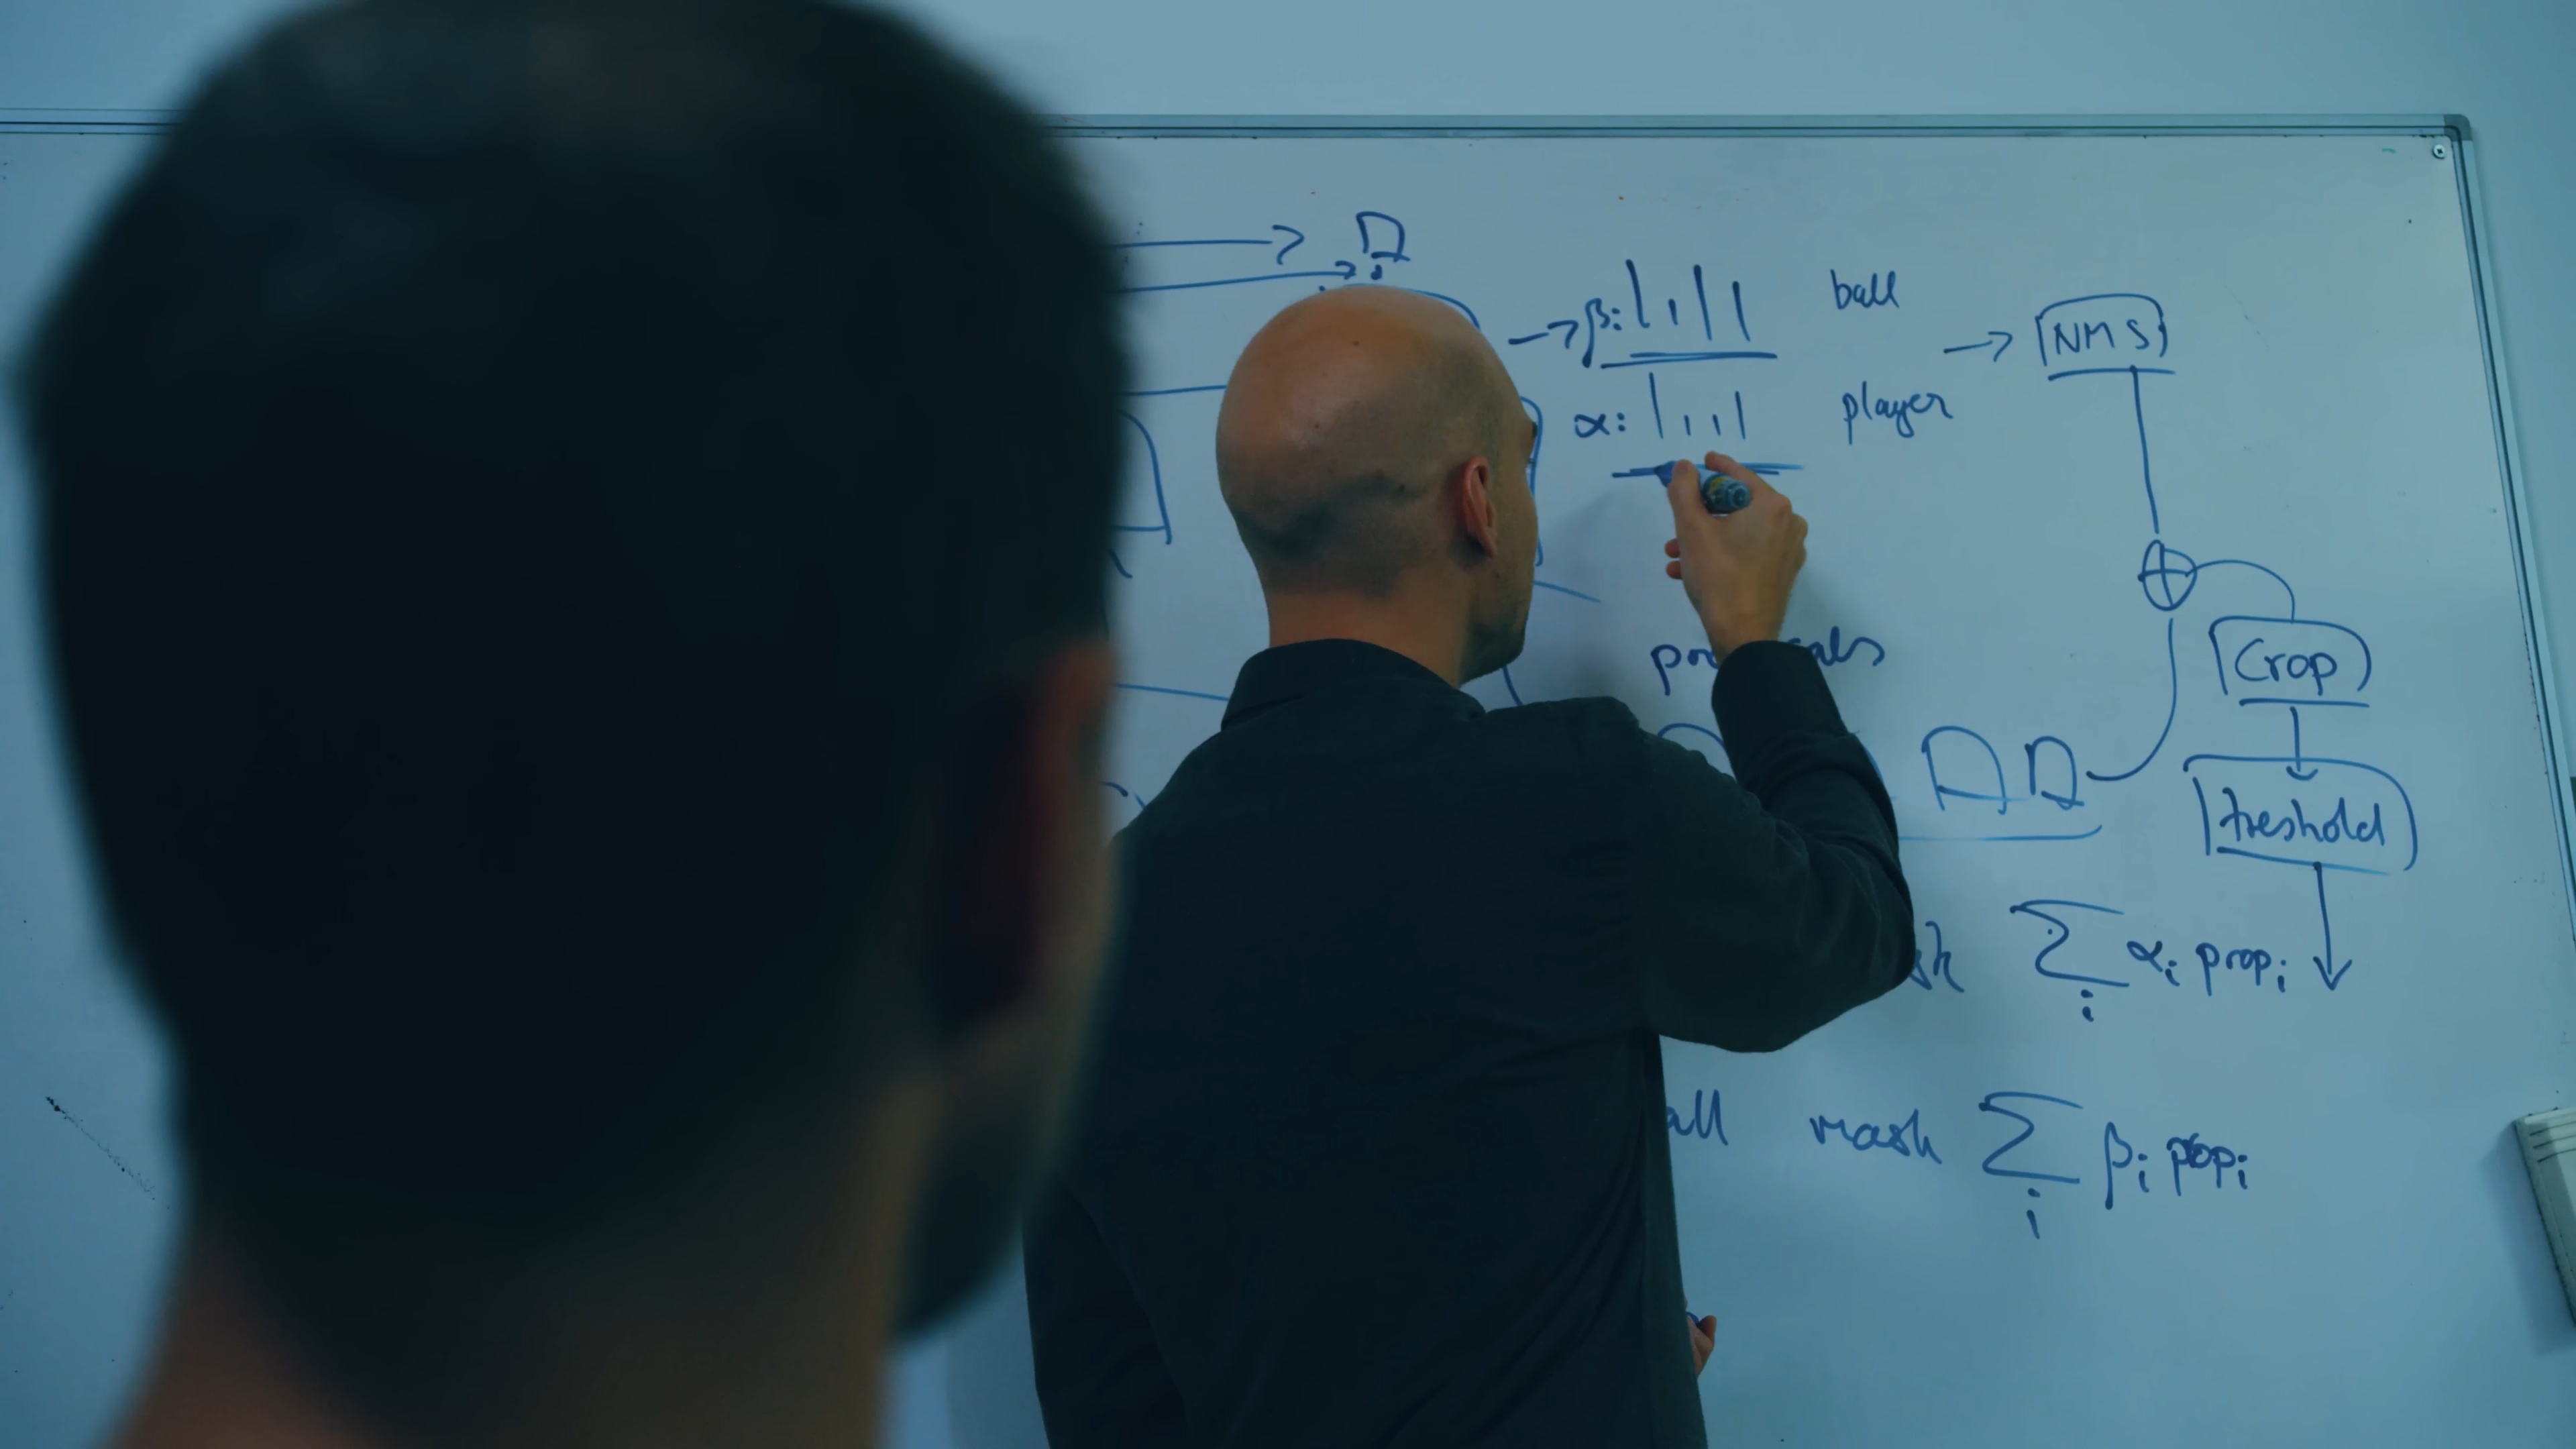 β: ball
NMS
α: player
Crop
treshold
∑ αᵢ propᵢ
i
mask ∑ βᵢ propᵢ
i